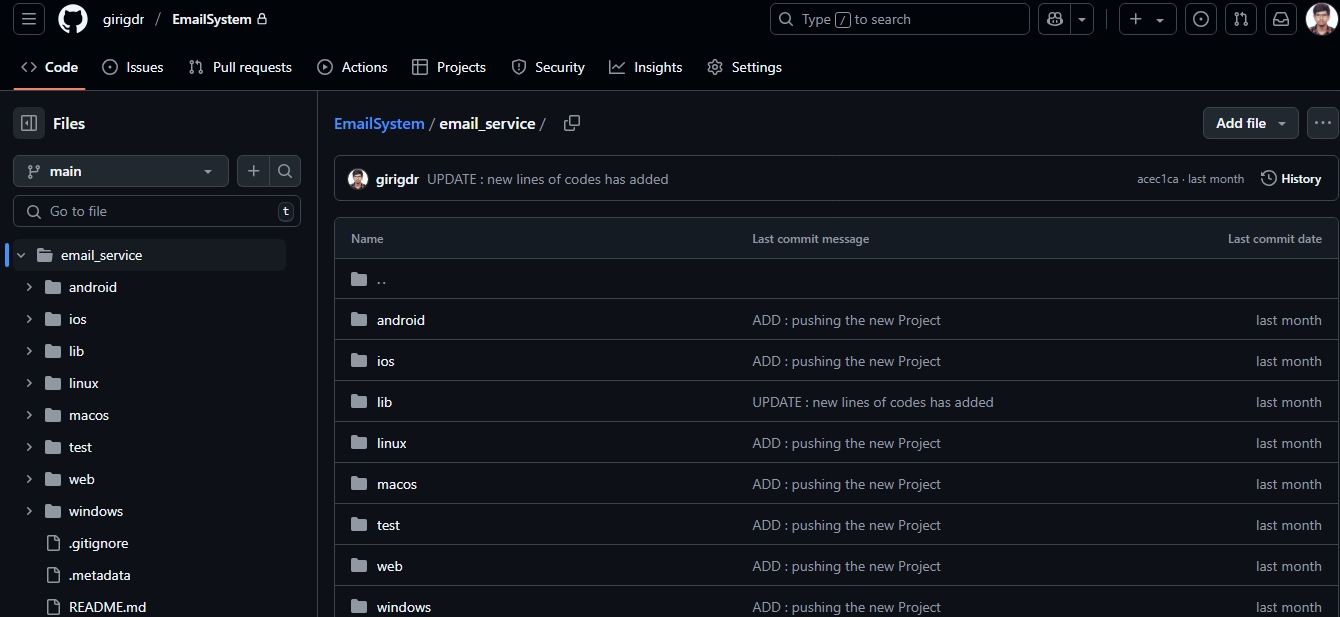 girigdr / EmailSystem
Type / to search
Code Issues Pull requests Actions Projects Security Insights Settings
Files
main
Go to file t
email_service
android
ios
lib
linux
macos
test
web
windows
.gitignore
.metadata
README.md
EmailSystem / email_service /
Add file
girigdr UPDATE : new lines of codes has added acec1ca · last month History
Name Last commit message Last commit date
..
android ADD : pushing the new Project last month
ios ADD : pushing the new Project last month
lib UPDATE : new lines of codes has added last month
linux ADD : pushing the new Project last month
macos ADD : pushing the new Project last month
test ADD : pushing the new Project last month
web ADD : pushing the new Project last month
windows ADD : pushing the new Project last month